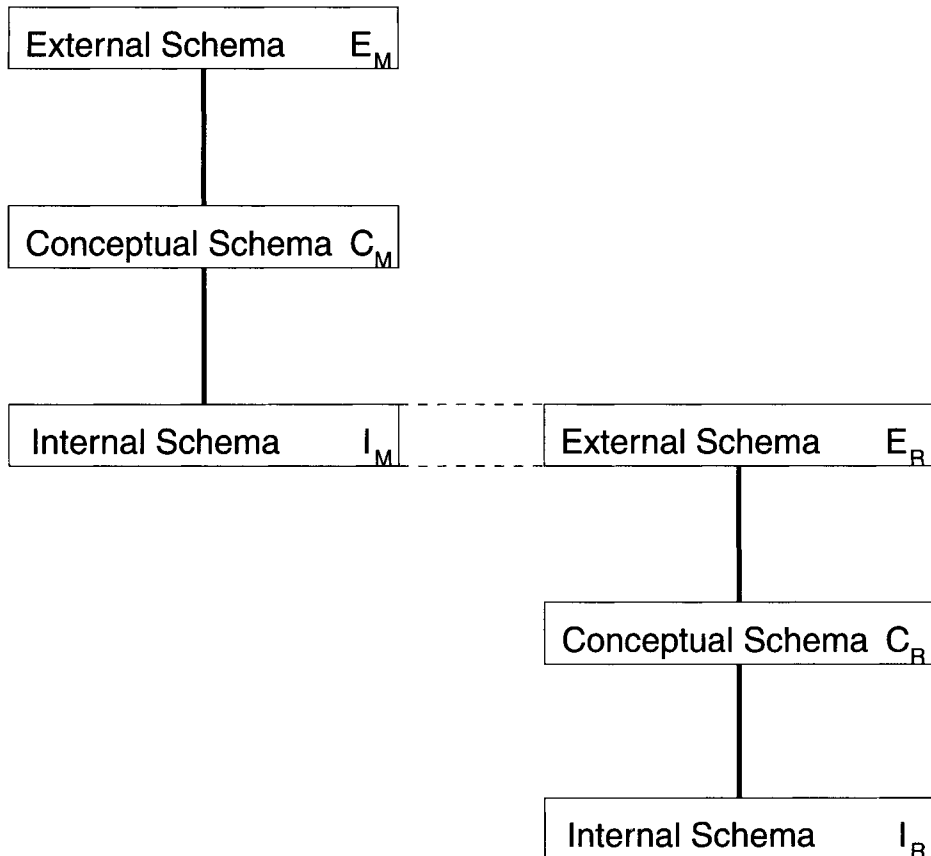 External Schema E_M
Conceptual Schema C_M
Internal Schema I_M
External Schema E_R
Conceptual Schema C_R
Internal Schema I_R